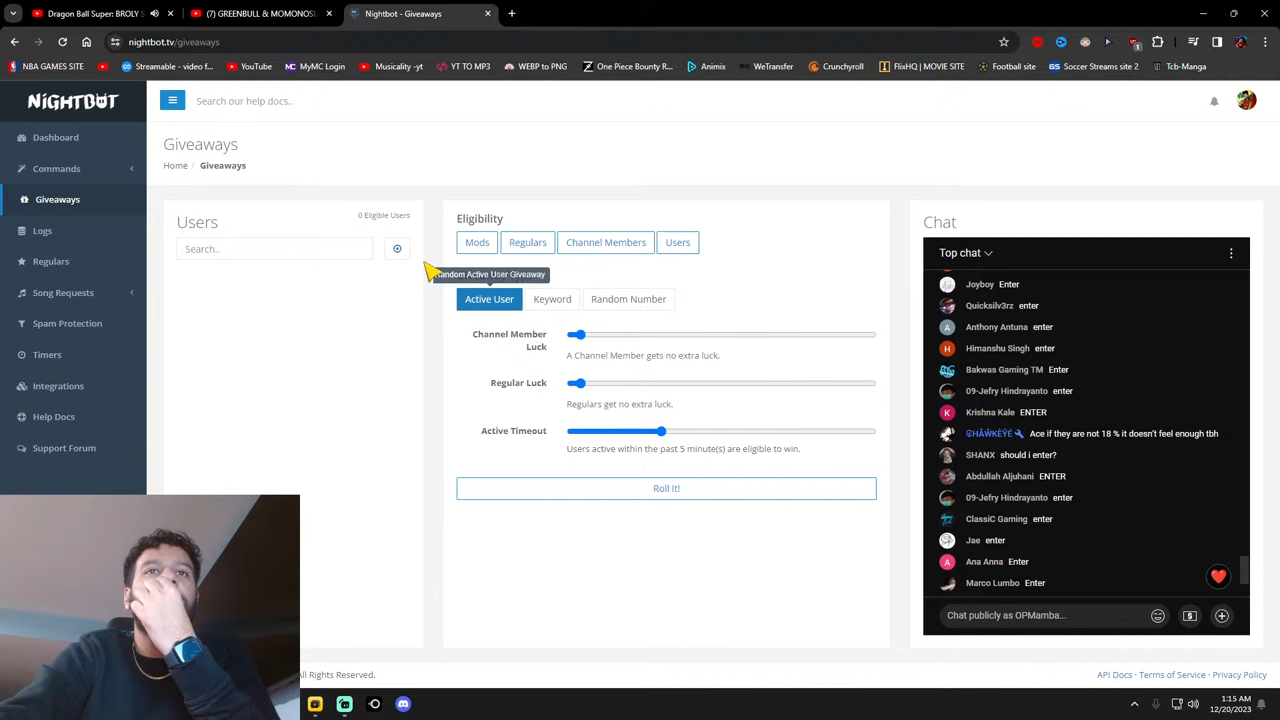 Dragon Ball Super: BROLY S
(7) GREENBULL & MOMONOSU
Nightbot - Giveaways
nightbot.tv/giveaways
1
NBA GAMES SITE
Streamable - Image...
YouTube
MyMC Login
Musicality -yt
YT TO MP3
WEBP to PNG
One Piece Bounty R...
Animix
WeTransfer
Crunchyroll
FlixHQ | MOVIE SITE
Football site
Soccer Streams site 2
Tcb-Manga
NIGHTBOT
Search our help docs..
Dashboard
Commands
Giveaways
Logs
Regulars
Song Requests
Spam Protection
Timers
Integrations
Help Docs
Support Forum
Giveaways
Home / Giveaways
Users
0 Eligible Users
Search..
Eligibility
Mods
Regulars
Channel Members
Users
Random Active User Giveaway
Active User
Keyword
Random Number
Channel Member Luck
A Channel Member gets no extra luck.
Regular Luck
Regulars get no extra luck.
Active Timeout
Users active within the past 5 minute(s) are eligible to win.
Roll It!
Chat
Top chat
Joyboy Enter
Quicksilv3rz enter
A Anthony Antuna enter
H Himanshu Singh enter
Bakwas Gaming TM Enter
09-Jefry Hindrayanto enter
K Krishna Kale ENTER
Ace if they are not 18 % it doesn't feel enough tbh
SHANX should i enter?
Abdullah Aljuhani ENTER
09-Jefry Hindrayanto enter
ClassiC Gaming enter
Jae enter
A Ana Anna Enter
Marco Lumbo Enter
Chat publicly as OPMamba...
All Rights Reserved.
API Docs · Terms of Service · Privacy Policy
1:15 AM
12/20/2023